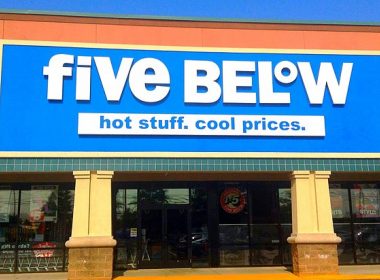 five BELOW
hot stuff. cool prices.